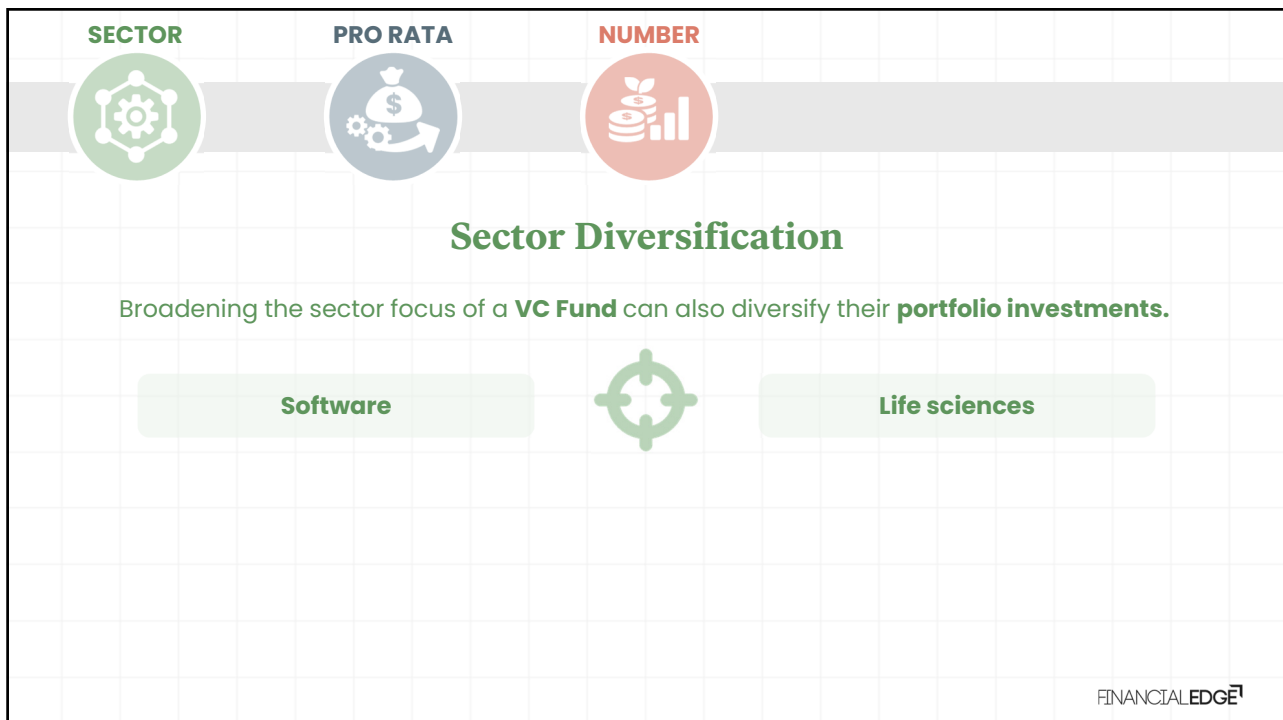 SECTOR PRO RATA NUMBER
$ $ $
Sector Diversification
Broadening the sector focus of a VC Fund can also diversify their portfolio investments.
Software Life sciences
FINANCIALEDGE